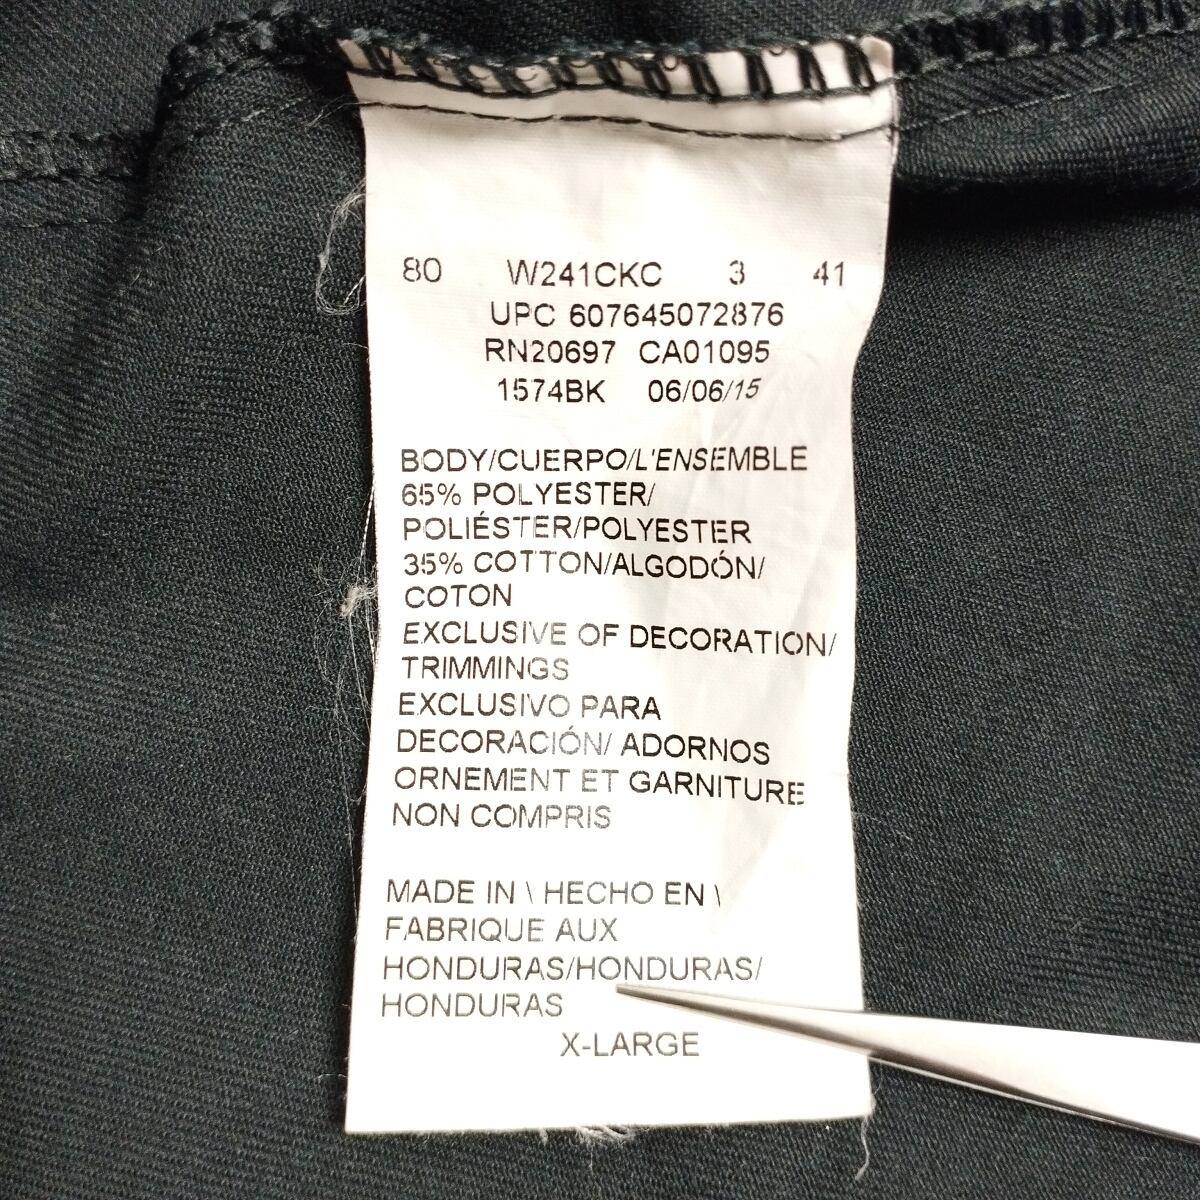 80 W241CKC 3 41
UPC 607645072876
RN20697 CA01095
1574BK 06/06/15
BODY/CUERPO/L'ENSEMBLE
65% POLYESTER/
POLIÉSTER/POLYESTER
35% COTTON/ALGODÓN/
COTON
EXCLUSIVE OF DECORATION/
TRIMMINGS
EXCLUSIVO PARA
DECORACIÓN/ ADORNOS
ORNEMENT ET GARNITURE
NON COMPRIS
MADE IN \ HECHO EN \
FABRIQUE AUX
HONDURAS/HONDURAS/
HONDURAS
X-LARGE